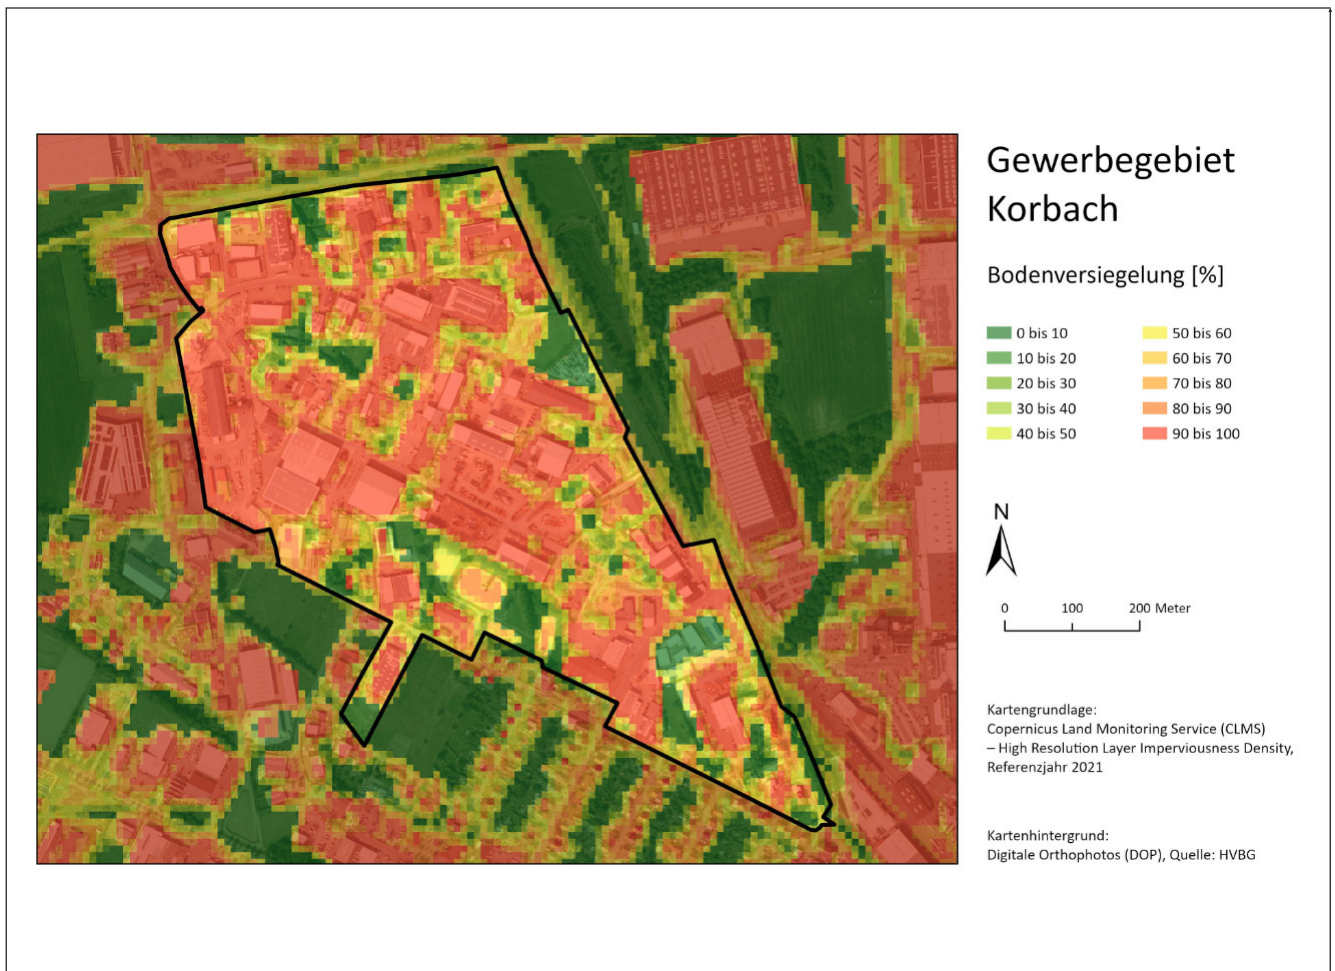 Gewerbegebiet
Korbach
Bodenversiegelung [%]
0 bis 10
10 bis 20
20 bis 30
30 bis 40
40 bis 50
50 bis 60
60 bis 70
70 bis 80
80 bis 90
90 bis 100
N
0 100 200 Meter
Kartengrundlage:
Copernicus Land Monitoring Service (CLMS)
– High Resolution Layer Imperviousness Density,
Referenzjahr 2021
Kartenhintergrund:
Digitale Orthophotos (DOP), Quelle: HVBG